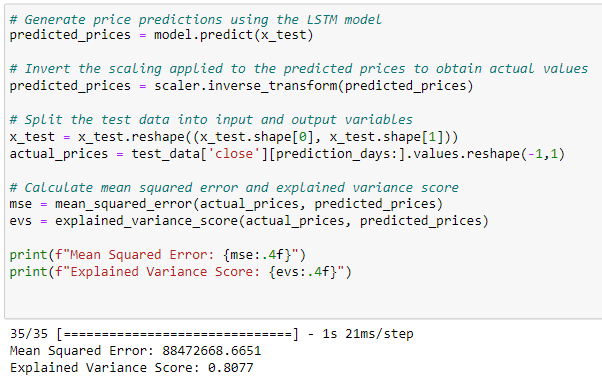 # Generate price predictions using the LSTM model
predicted_prices = model.predict(x_test)
# Invert the scaling applied to the predicted prices to obtain actual values
predicted_prices = scaler.inverse_transform(predicted_prices)
# Split the test data into input and output variables
x_test = x_test.reshape((x_test.shape[0], x_test.shape[1]))
actual_prices = test_data['close'][prediction_days:].values.reshape(-1,1)
# Calculate mean squared error and explained variance score
mse = mean_squared_error(actual_prices, predicted_prices)
evs = explained_variance_score(actual_prices, predicted_prices)
print(f"Mean Squared Error: {mse:.4f}")
print(f"Explained Variance Score: {evs:.4f}")
35/35 [==============================] - 1s 21ms/step
Mean Squared Error: 88472668.6651
Explained Variance Score: 0.8077